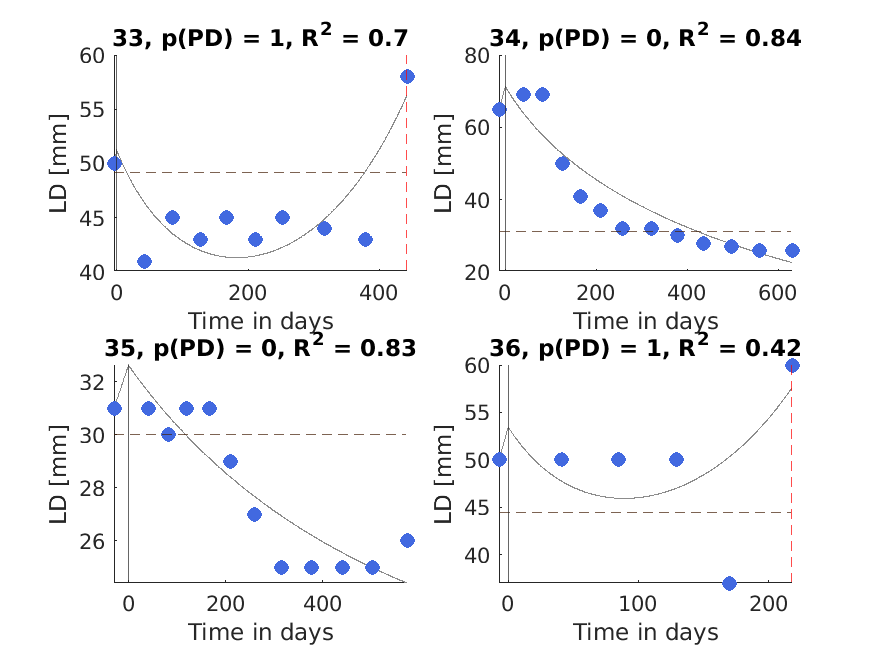 33, p(PD) = 1, R² = 0.7
60
55
50
45
40
LD [mm]
0
200
400
Time in days
34, p(PD) = 0, R² = 0.84
80
60
40
20
LD [mm]
0
200
400
600
Time in days
35, p(PD) = 0, R² = 0.83
32
30
28
26
LD [mm]
0
200
400
Time in days
36, p(PD) = 1, R² = 0.42
60
55
50
45
40
LD [mm]
0
100
200
Time in days